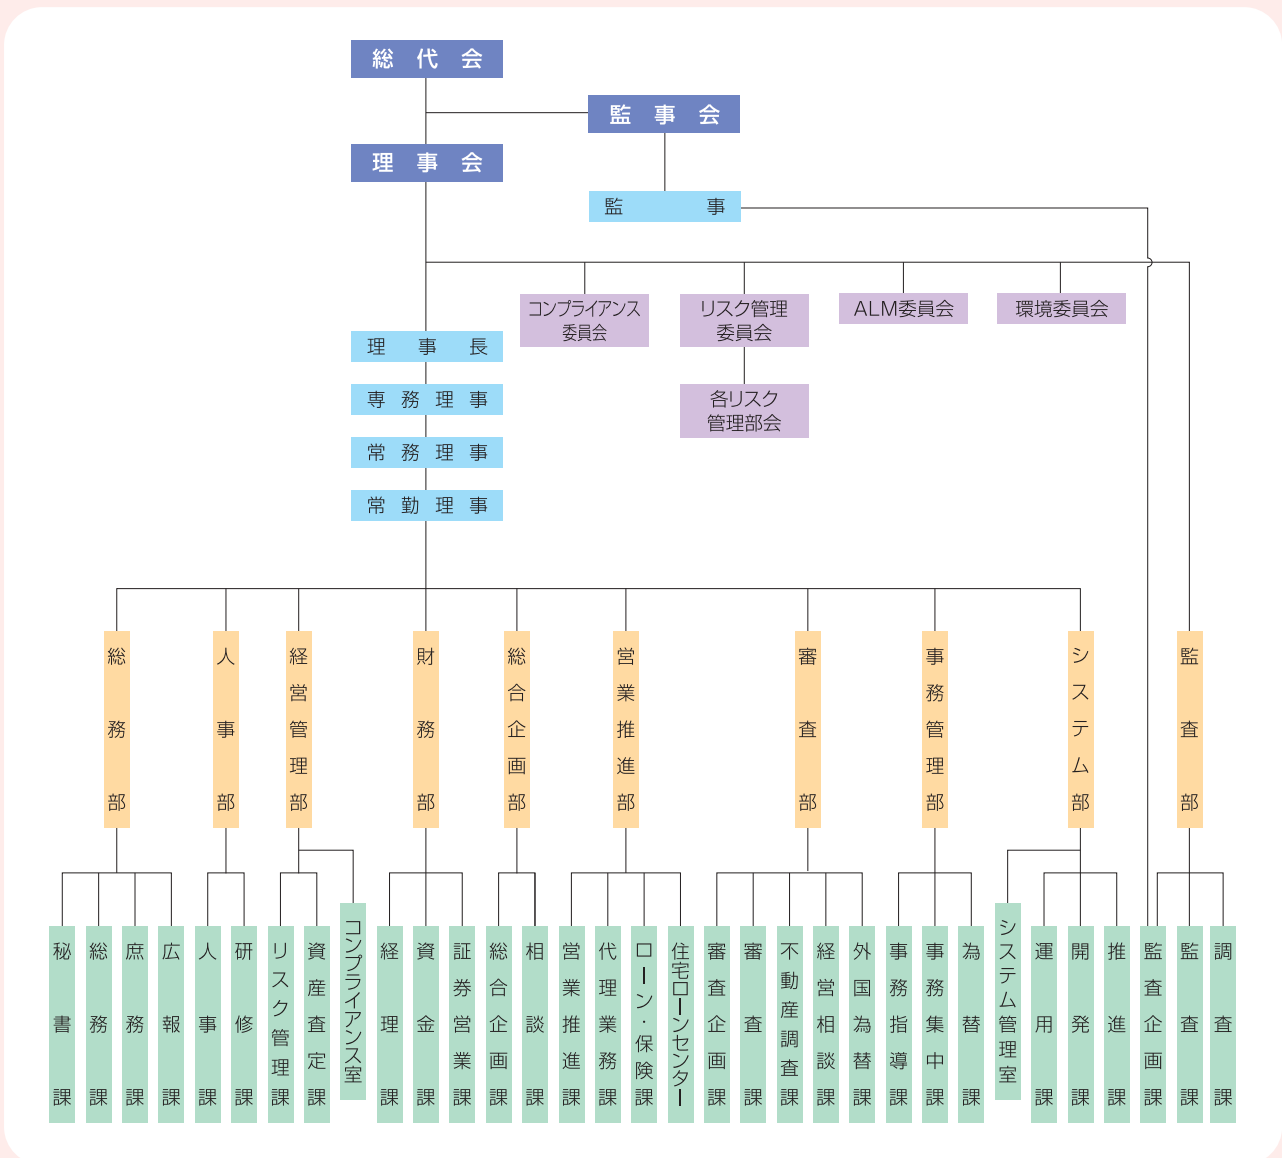 総代会
監事会
理事会
監事
コンプライアンス
委員会
リスク管理
委員会
ALM委員会
環境委員会
各リスク
管理部会
理事長
専務理事
常務理事
常勤理事
総務部
人事部
経営管理部
財務部
総合企画部
営業推進部
審査部
事務管理部
システム部
監査部
秘書課
総務課
庶務課
広報課
人事課
研修課
リスク管理課
資産査定課
コンプライアンス室
経理課
資金課
証券営業課
総合企画課
相談課
営業推進課
代理業務課
ローン・保険課
住宅ローンセンター
審査企画課
審査課
不動産調査課
経営相談課
外国為替課
事務指導課
事務集中課
為替課
システム管理室
運用課
開発課
推進課
監査企画課
監査課
調査課